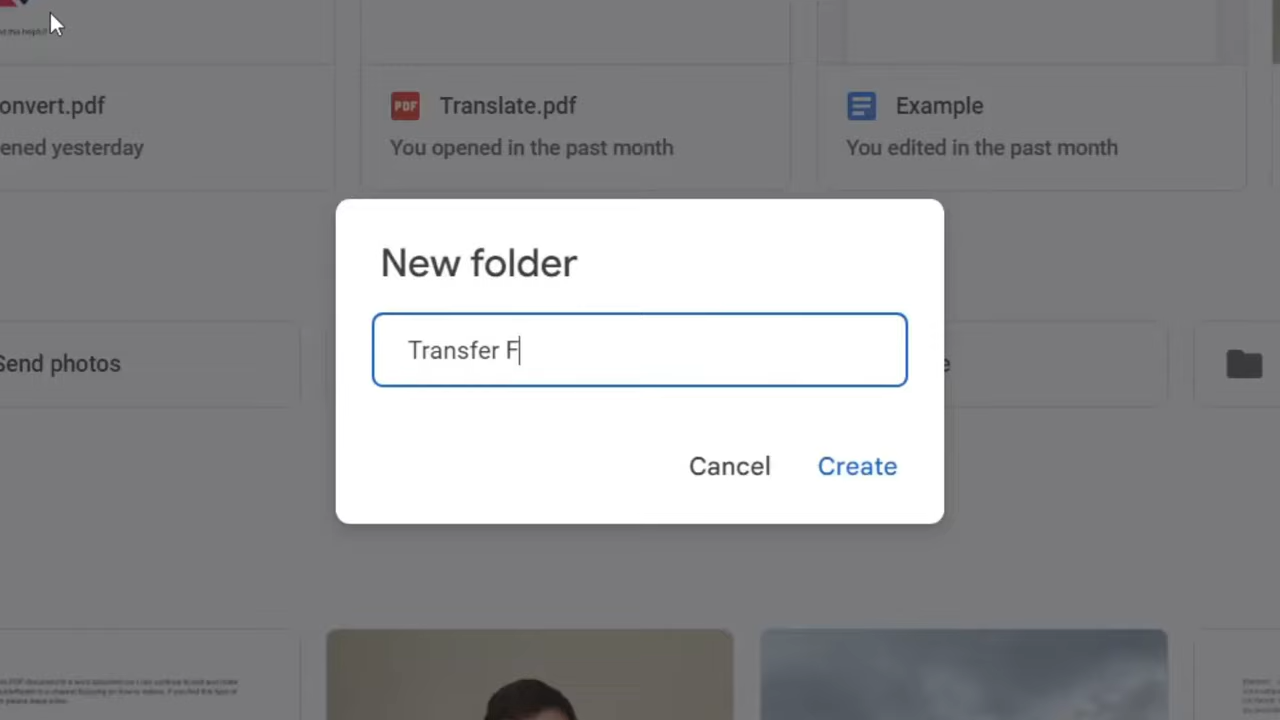 onvert.pdf
PDF Translate.pdf
Example
ened yesterday
You opened in the past month
You edited in the past month
New folder
Transfer F
Send photos
e
Cancel
Create